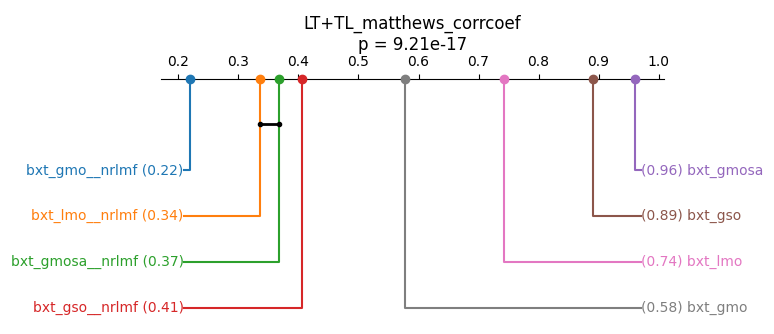 LT+TL_matthews_corrcoef
p = 9.21e-17
0.2 0.3 0.4 0.5 0.6 0.7 0.8 0.9 1.0
bxt_gmo__nrlmf (0.22) (0.96) bxt_gmosa
bxt_lmo__nrlmf (0.34) (0.89) bxt_gso
bxt_gmosa__nrlmf (0.37) (0.74) bxt_lmo
bxt_gso__nrlmf (0.41) (0.58) bxt_gmo